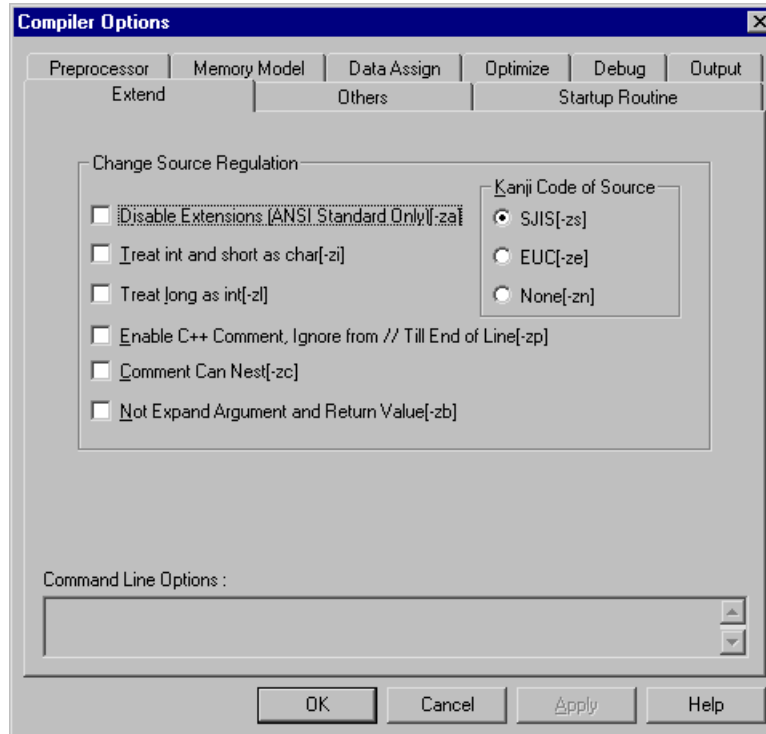 Compiler Options
Preprocessor Memory Model Data Assign Optimize Debug Output
Extend Others Startup Routine
Change Source Regulation
Disable Extensions (ANSI Standard Only)[-za]
Treat int and short as char[-zi]
Treat long as int[-zl]
Enable C++ Comment, Ignore from // Till End of Line[-zp]
Comment Can Nest[-zc]
Not Expand Argument and Return Value[-zb]
Kanji Code of Source
SJIS[-zs]
EUC[-ze]
None[-zn]
Command Line Options :
OK Cancel Apply Help